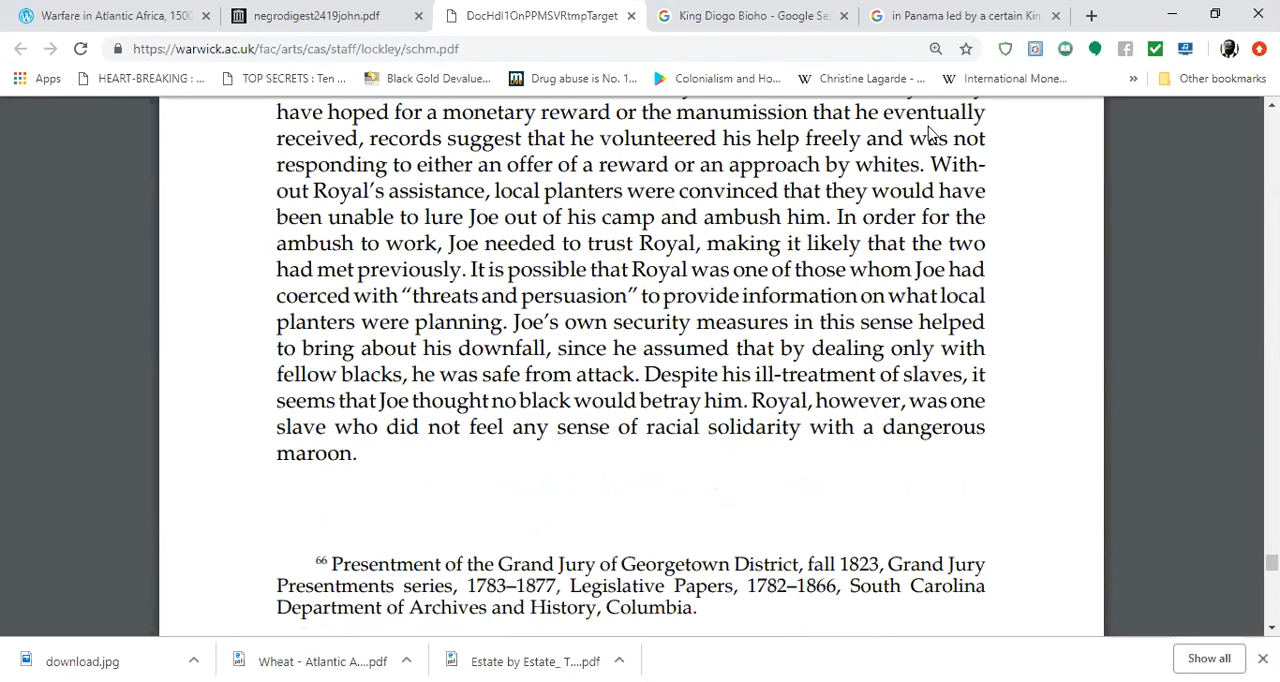 Warfare in Atlantic Africa, 1500
negrodigest2419john.pdf
DocHdl1OnPPMSVRtmpTarget
King Diogo Bioho - Google Se
in Panama led by a certain Kin
https://warwick.ac.uk/fac/arts/cas/staff/lockley/schm.pdf
Apps
HEART-BREAKING : ...
TOP SECRETS : Ten ...
Black Gold Devalue...
Drug abuse is No. 1...
Colonialism and Ho...
Christine Lagarde - ...
International Mone...
»
Other bookmarks
have hoped for a monetary reward or the manumission that he eventually
received, records suggest that he volunteered his help freely and was not
responding to either an offer of a reward or an approach by whites. With-
out Royal's assistance, local planters were convinced that they would have
been unable to lure Joe out of his camp and ambush him. In order for the
ambush to work, Joe needed to trust Royal, making it likely that the two
had met previously. It is possible that Royal was one of those whom Joe had
coerced with “threats and persuasion” to provide information on what local
planters were planning. Joe's own security measures in this sense helped
to bring about his downfall, since he assumed that by dealing only with
fellow blacks, he was safe from attack. Despite his ill-treatment of slaves, it
seems that Joe thought no black would betray him. Royal, however, was one
slave who did not feel any sense of racial solidarity with a dangerous
maroon.
66 Presentment of the Grand Jury of Georgetown District, fall 1823, Grand Jury
Presentments series, 1783–1877, Legislative Papers, 1782–1866, South Carolina
Department of Archives and History, Columbia.
download.jpg
Wheat - Atlantic A....pdf
Estate by Estate_ T....pdf
Show all